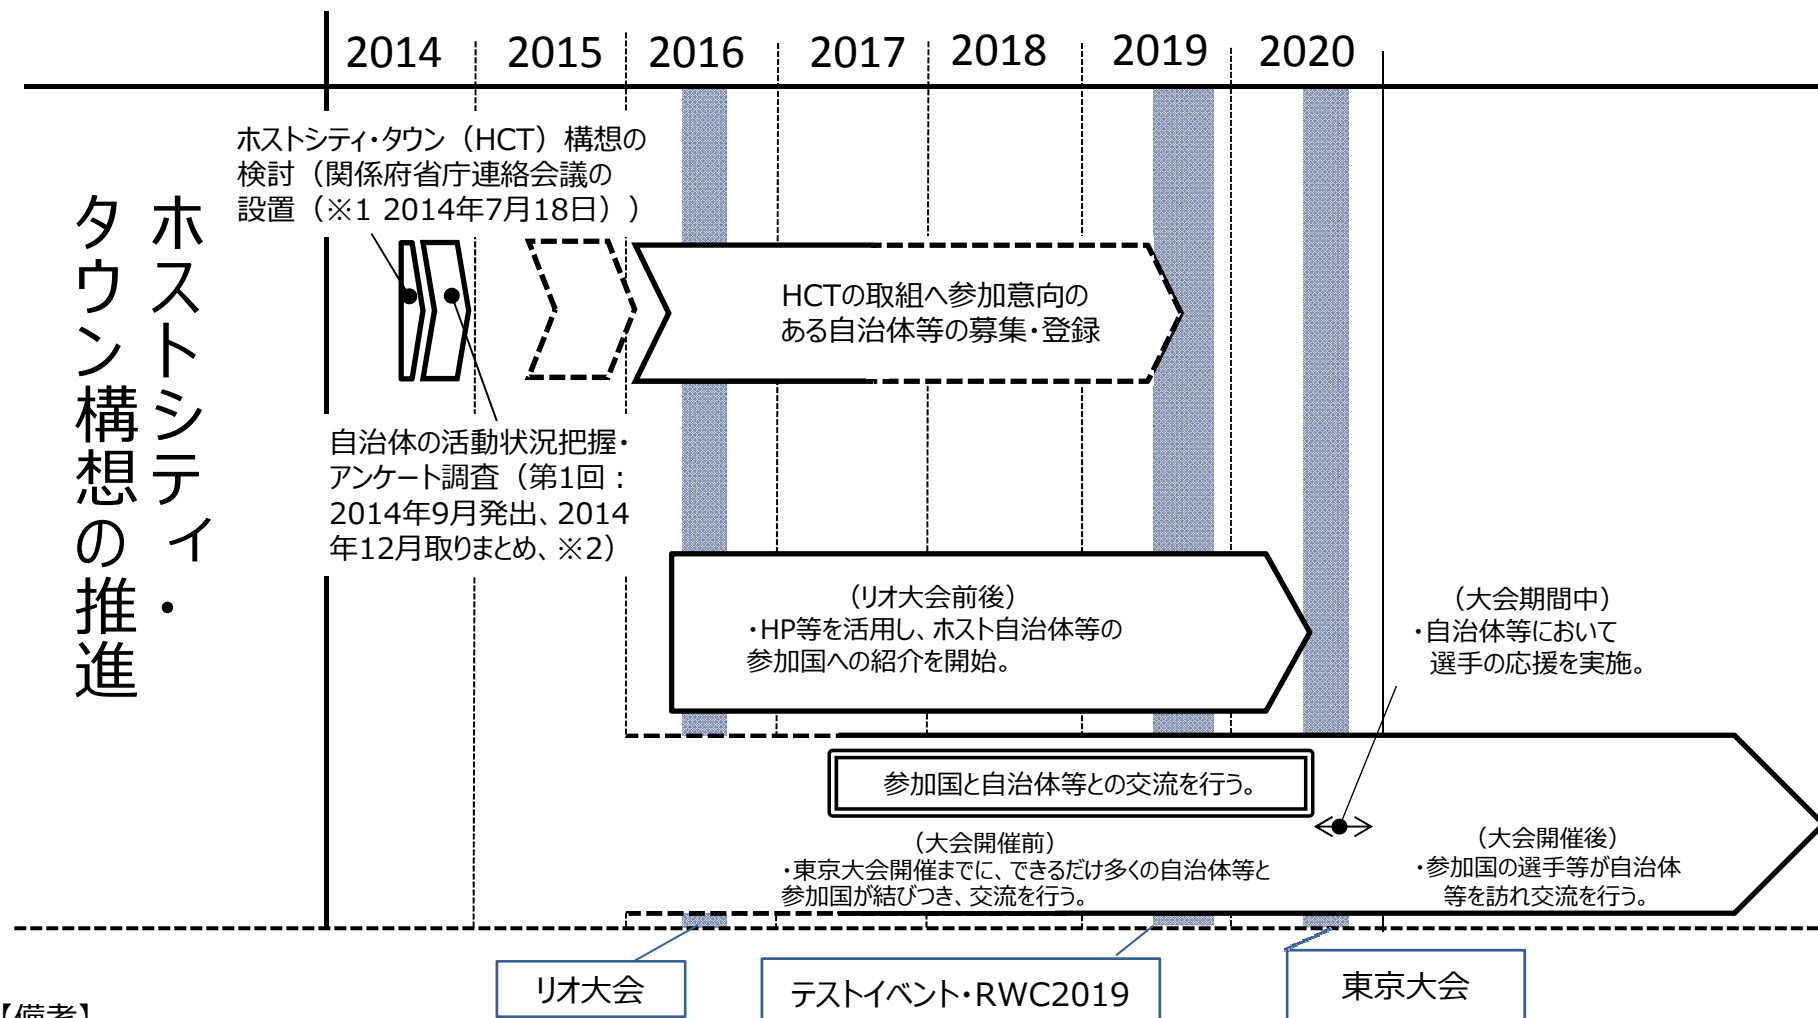 2014 2015 2016 2017 2018 2019 2020
ホストシティ・
タウン構想の推進
ホストシティ・タウン（HCT）構想の
検討（関係府省庁連絡会議の
設置（※1 2014年7月18日））
HCTの取組へ参加意向の
ある自治体等の募集・登録
自治体の活動状況把握・
アンケート調査（第1回：
2014年9月発出、2014
年12月取りまとめ、※2）
（リオ大会前後）
・HP等を活用し、ホスト自治体等の
参加国への紹介を開始。
（大会期間中）
・自治体等において
選手の応援を実施。
参加国と自治体等との交流を行う。
（大会開催前）
・東京大会開催までに、できるだけ多くの自治体等と
参加国が結びつき、交流を行う。
（大会開催後）
・参加国の選手等が自治体
等を訪れ交流を行う。
リオ大会
テストイベント・RWC2019
東京大会
【備考】